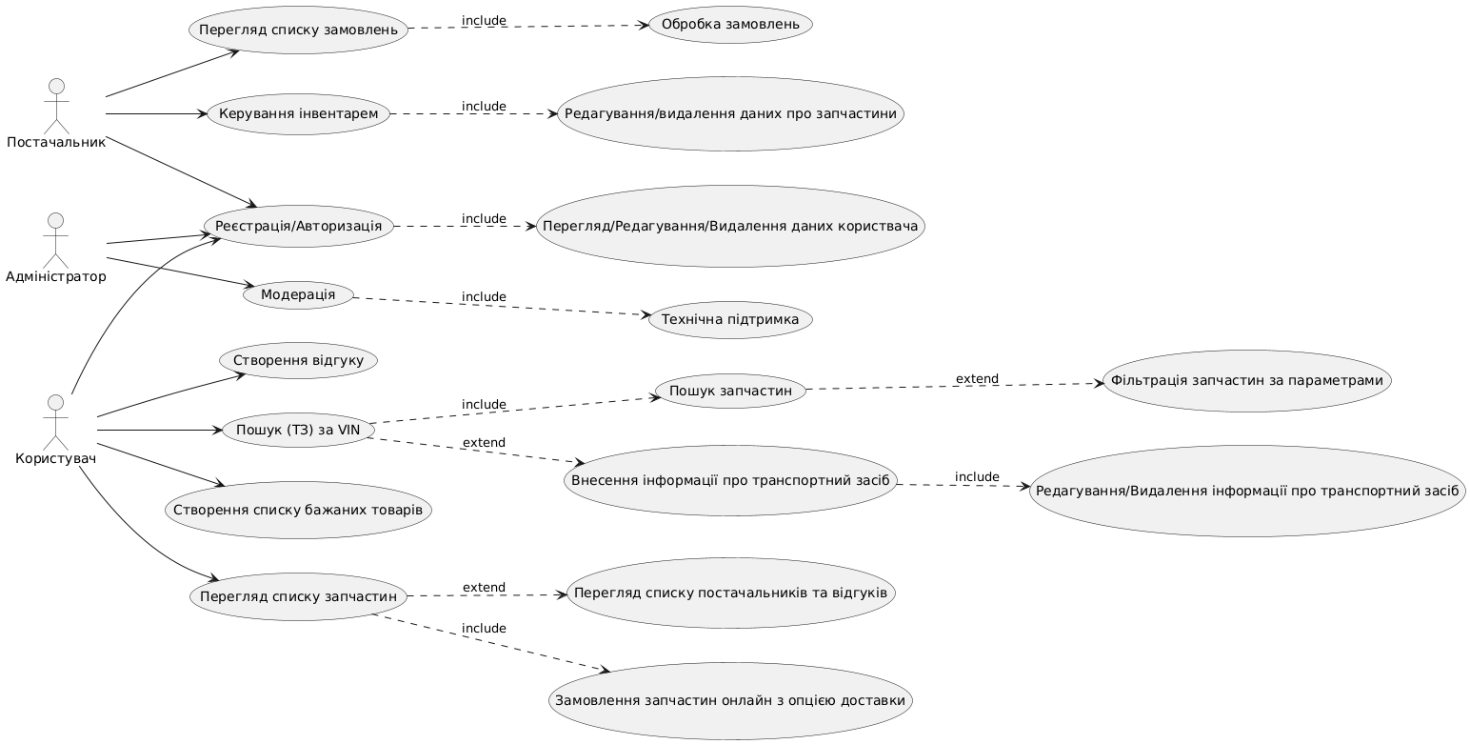 Перегляд списку замовлень
include
Обробка замовлень
Постачальник
Керування інвентарем
include
Редагування/видалення даних про запчастини
Реєстрація/Авторизація
include
Перегляд/Редагування/Видалення даних користвача
Адміністратор
Модерація
include
Технічна підтримка
Створення відгуку
Користувач
Пошук (ТЗ) за VIN
include
Пошук запчастин
extend
Фільтрація запчастин за параметрами
extend
Внесення інформації про транспортний засіб
include
Редагування/Видалення інформації про транспортний засіб
Створення списку бажаних товарів
Перегляд списку запчастин
extend
Перегляд списку постачальників та відгуків
include
Замовлення запчастин онлайн з опцією доставки